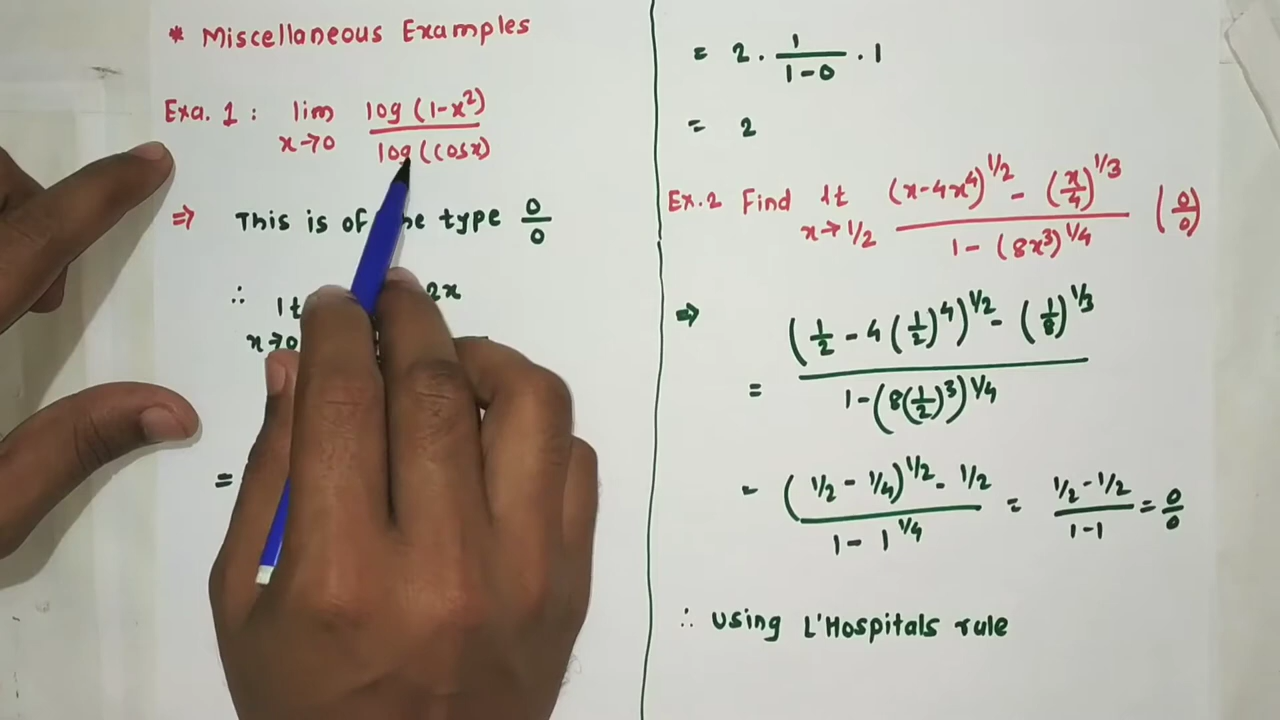 * Miscellaneous Examples
Exa. 1 : lim x→0 log (1-x²) / log (cosx)
⇒ This is of the type 0/0
∴ lt x→0 2x
=
= 2 · 1/(1-0) · 1
= 2
Ex.2 Find lt x→1/2 ((x-4x⁴)^1/2 - (x/4)^1/3) / (1 - (8x³)^1/4) (0/0)
⇒ = ((1/2 - 4(1/2)⁴)^1/2 - (1/8)^1/3) / (1-(8(1/2)³)^1/4)
= ((1/2 - 1/4)^1/2 - 1/2) / (1 - 1^1/4) = (1/2 - 1/2) / (1-1) = 0/0
∴ using L'Hospitals rule